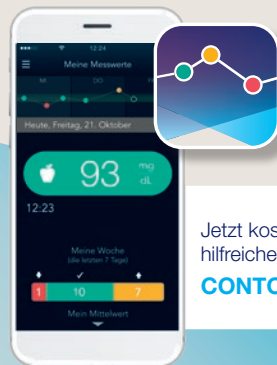 12:24
Meine Messwerte
MI
DO
Heute, Freitag, 21. Oktober
93 mg dL
12:23
Meine Woche
(die letzten 7 Tage)
1 10 7
Mein Mittelwert
Jetzt kos
hilfreiche
CONTO